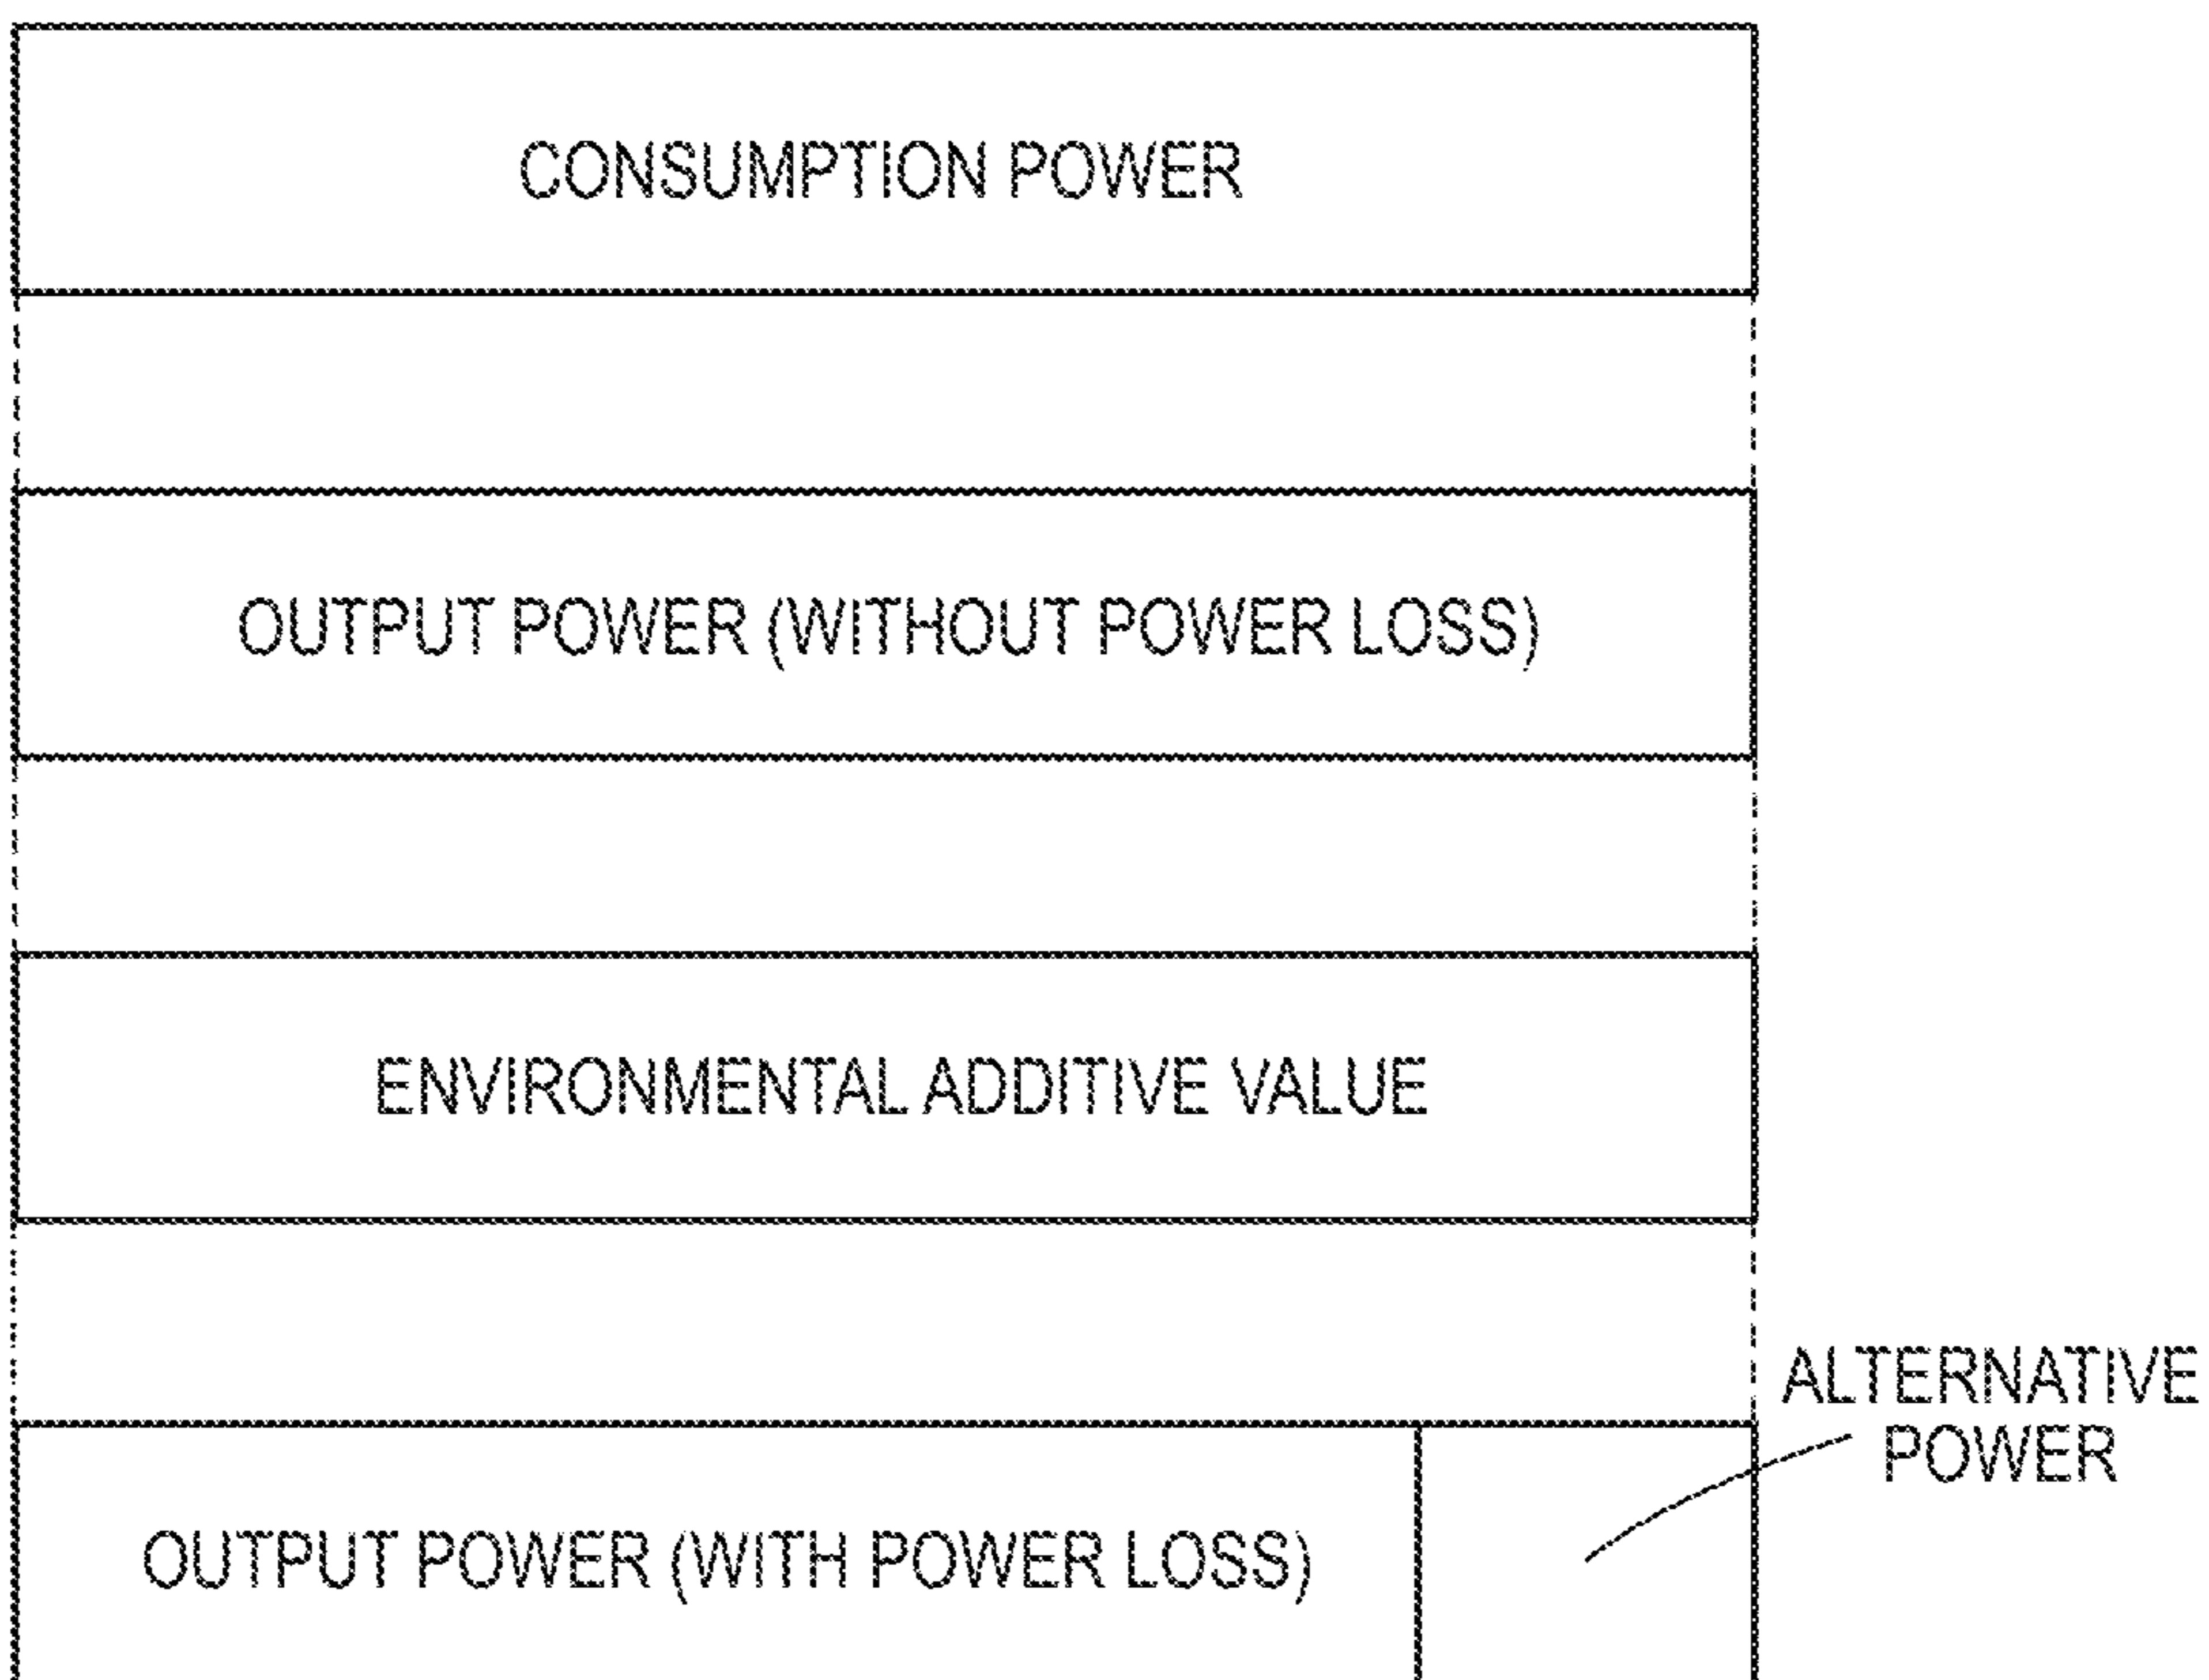 CONSUMPTION POWER
OUTPUT POWER (WITHOUT POWER LOSS)
ENVIRONMENTAL ADDITIVE VALUE
ALTERNATIVE
POWER
OUTPUT POWER (WITH POWER LOSS)